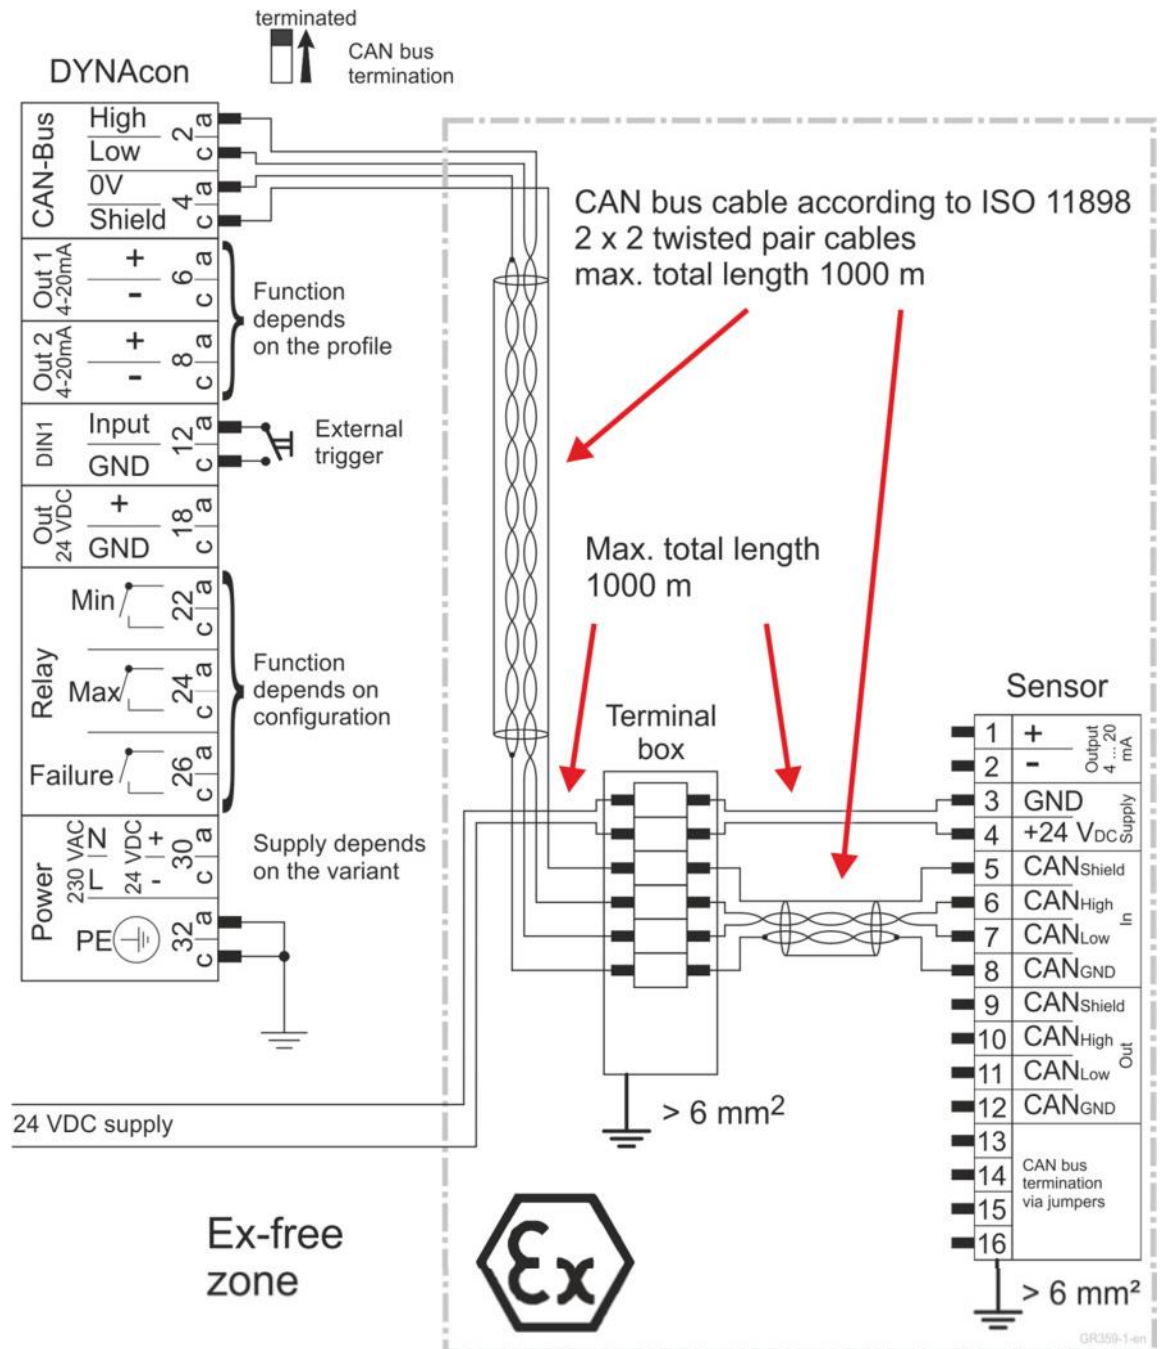 terminated
CAN bus
termination
DYNAcon
CAN-Bus
High
Low
2 a
c
0V
Shield
4 a
c
Out 1
4-20mA
+
-
6 a
c
Out 2
4-20mA
+
-
8 a
c
Function
depends
on the profile
DIN1
Input
GND
12 a
c
External
trigger
Out
24 VDC
+
GND
18 a
c
Relay
Min
22 a
c
Max
24 a
c
Failure
26 a
c
Function
depends on
configuration
Power
230 VAC
N
L
24 VDC
+
-
30 a
c
Supply depends
on the variant
PE
32 a
c
CAN bus cable according to ISO 11898
2 x 2 twisted pair cables
max. total length 1000 m
Max. total length
1000 m
Terminal
box
> 6 mm²
Sensor
1 +
2 -
Output
4 ... 20
mA
3 GND
4 +24 VDC
Supply
5 CANShield
6 CANHigh
7 CANLow
8 CANGND
In
9 CANShield
10 CANHigh
11 CANLow
12 CANGND
Out
13
14
15
16
CAN bus
termination
via jumpers
> 6 mm²
24 VDC supply
Ex-free
zone
Ex
GR359-1-en